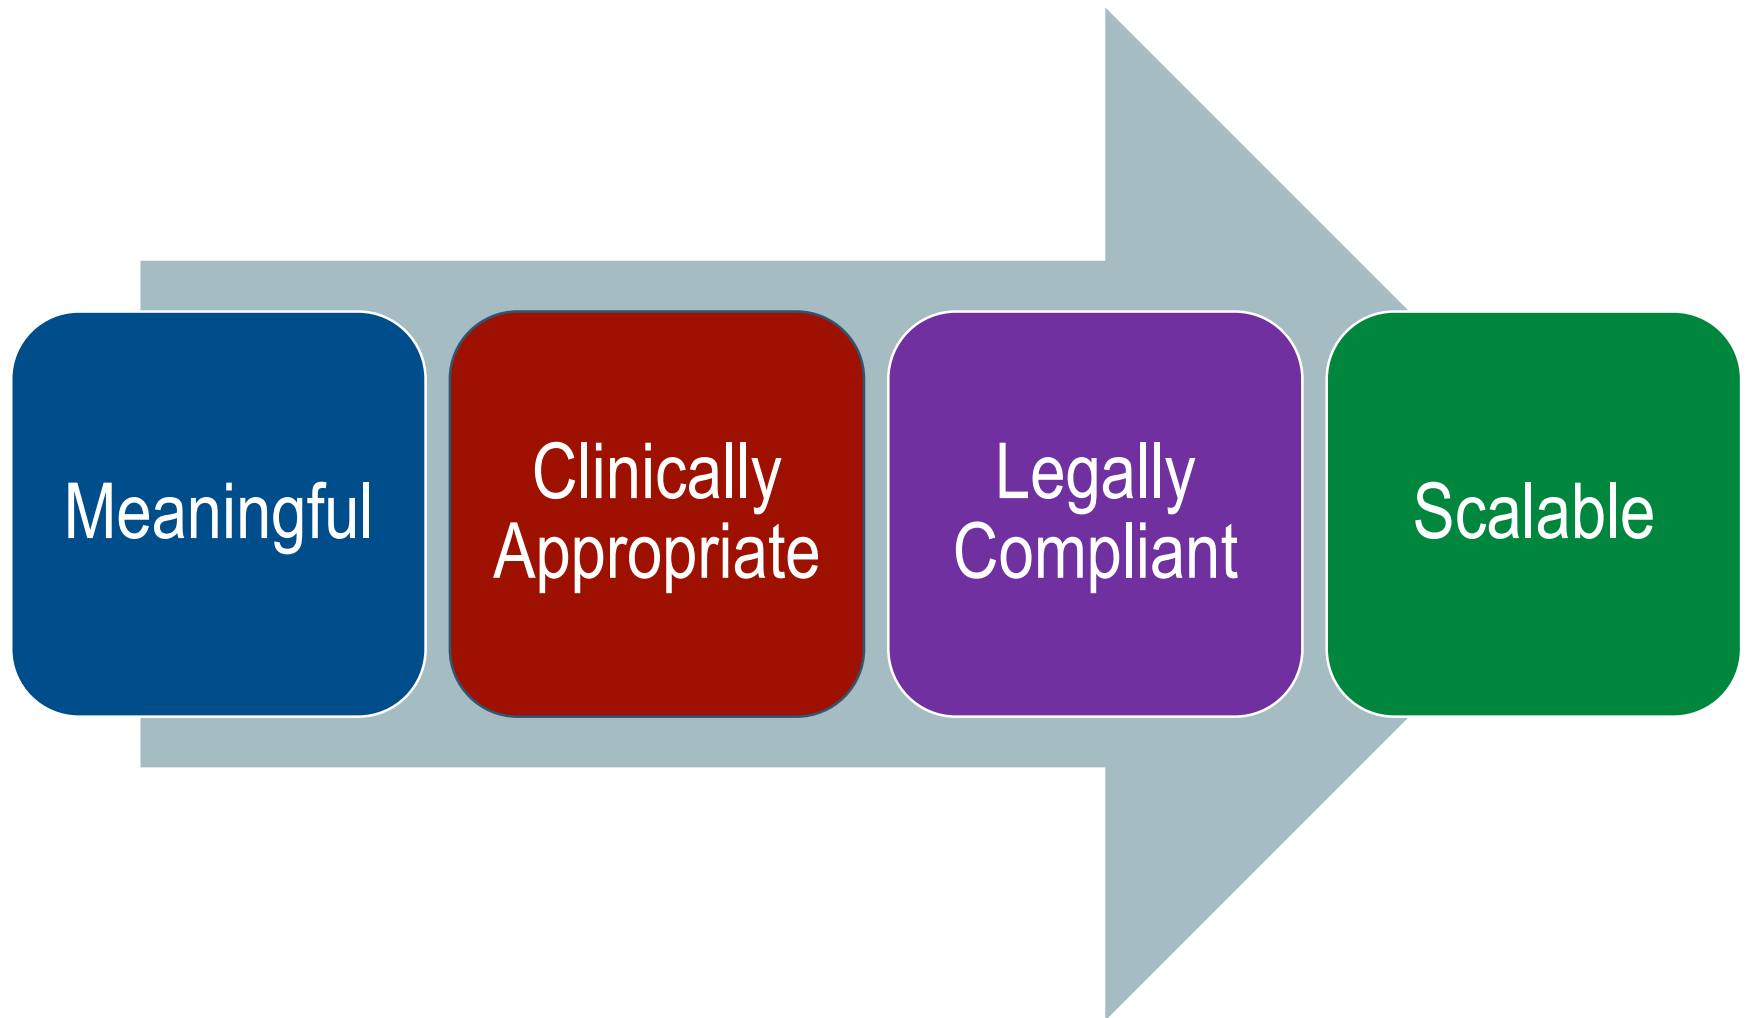 Meaningful
Clinically
Appropriate
Legally
Compliant
Scalable